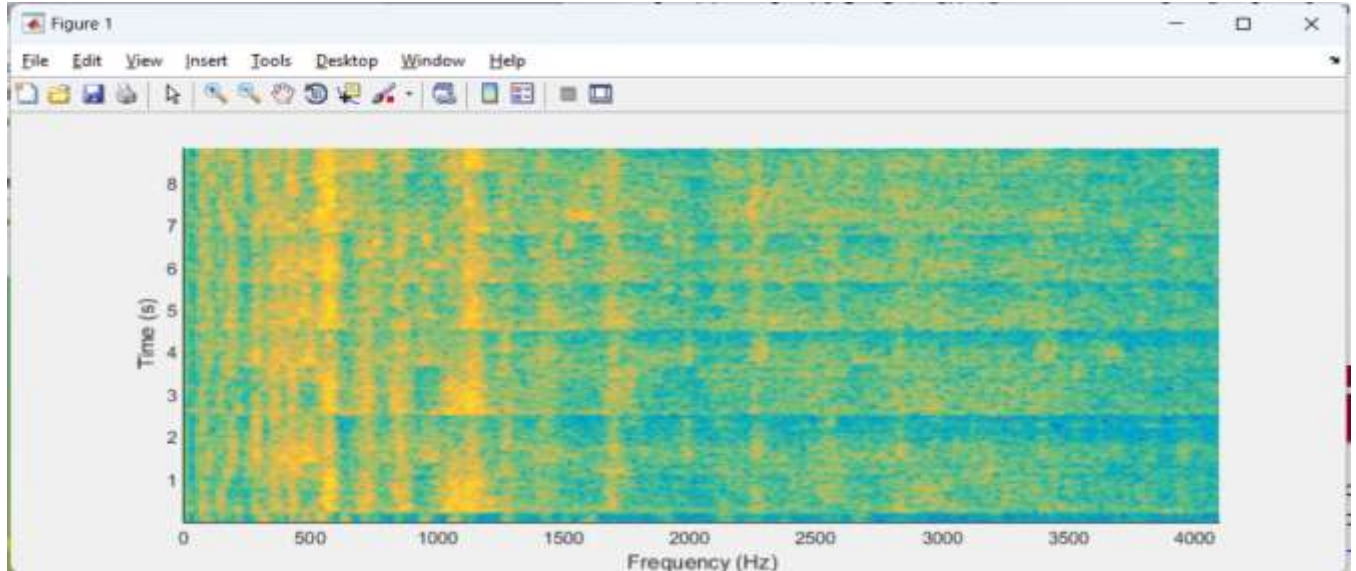 Figure 1
File Edit View Insert Tools Desktop Window Help
8
7
6
5
4
3
2
1
Time (s)
0 500 1000 1500 2000 2500 3000 3500 4000
Frequency (Hz)